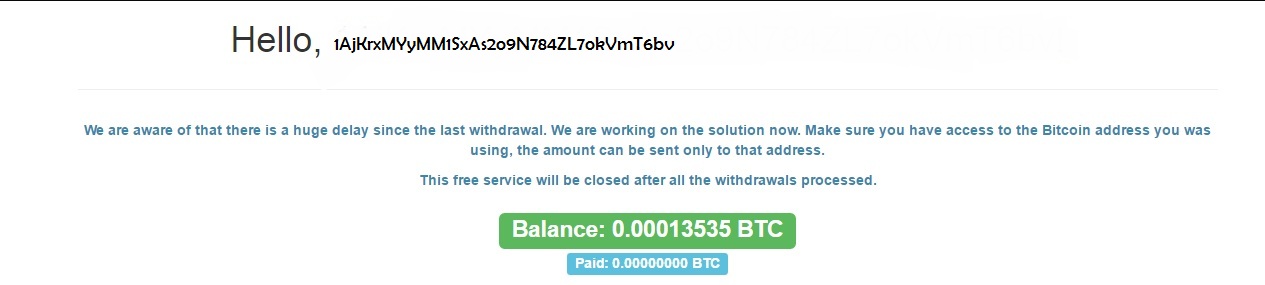 Hello, 1AjKrxMYyMM1SxAs2o9N784ZL7okVmT6bv
We are aware of that there is a huge delay since the last withdrawal. We are working on the solution now. Make sure you have access to the Bitcoin address you was
using, the amount can be sent only to that address.
This free service will be closed after all the withdrawals processed.
Balance: 0.00013535 BTC
Paid: 0.00000000 BTC